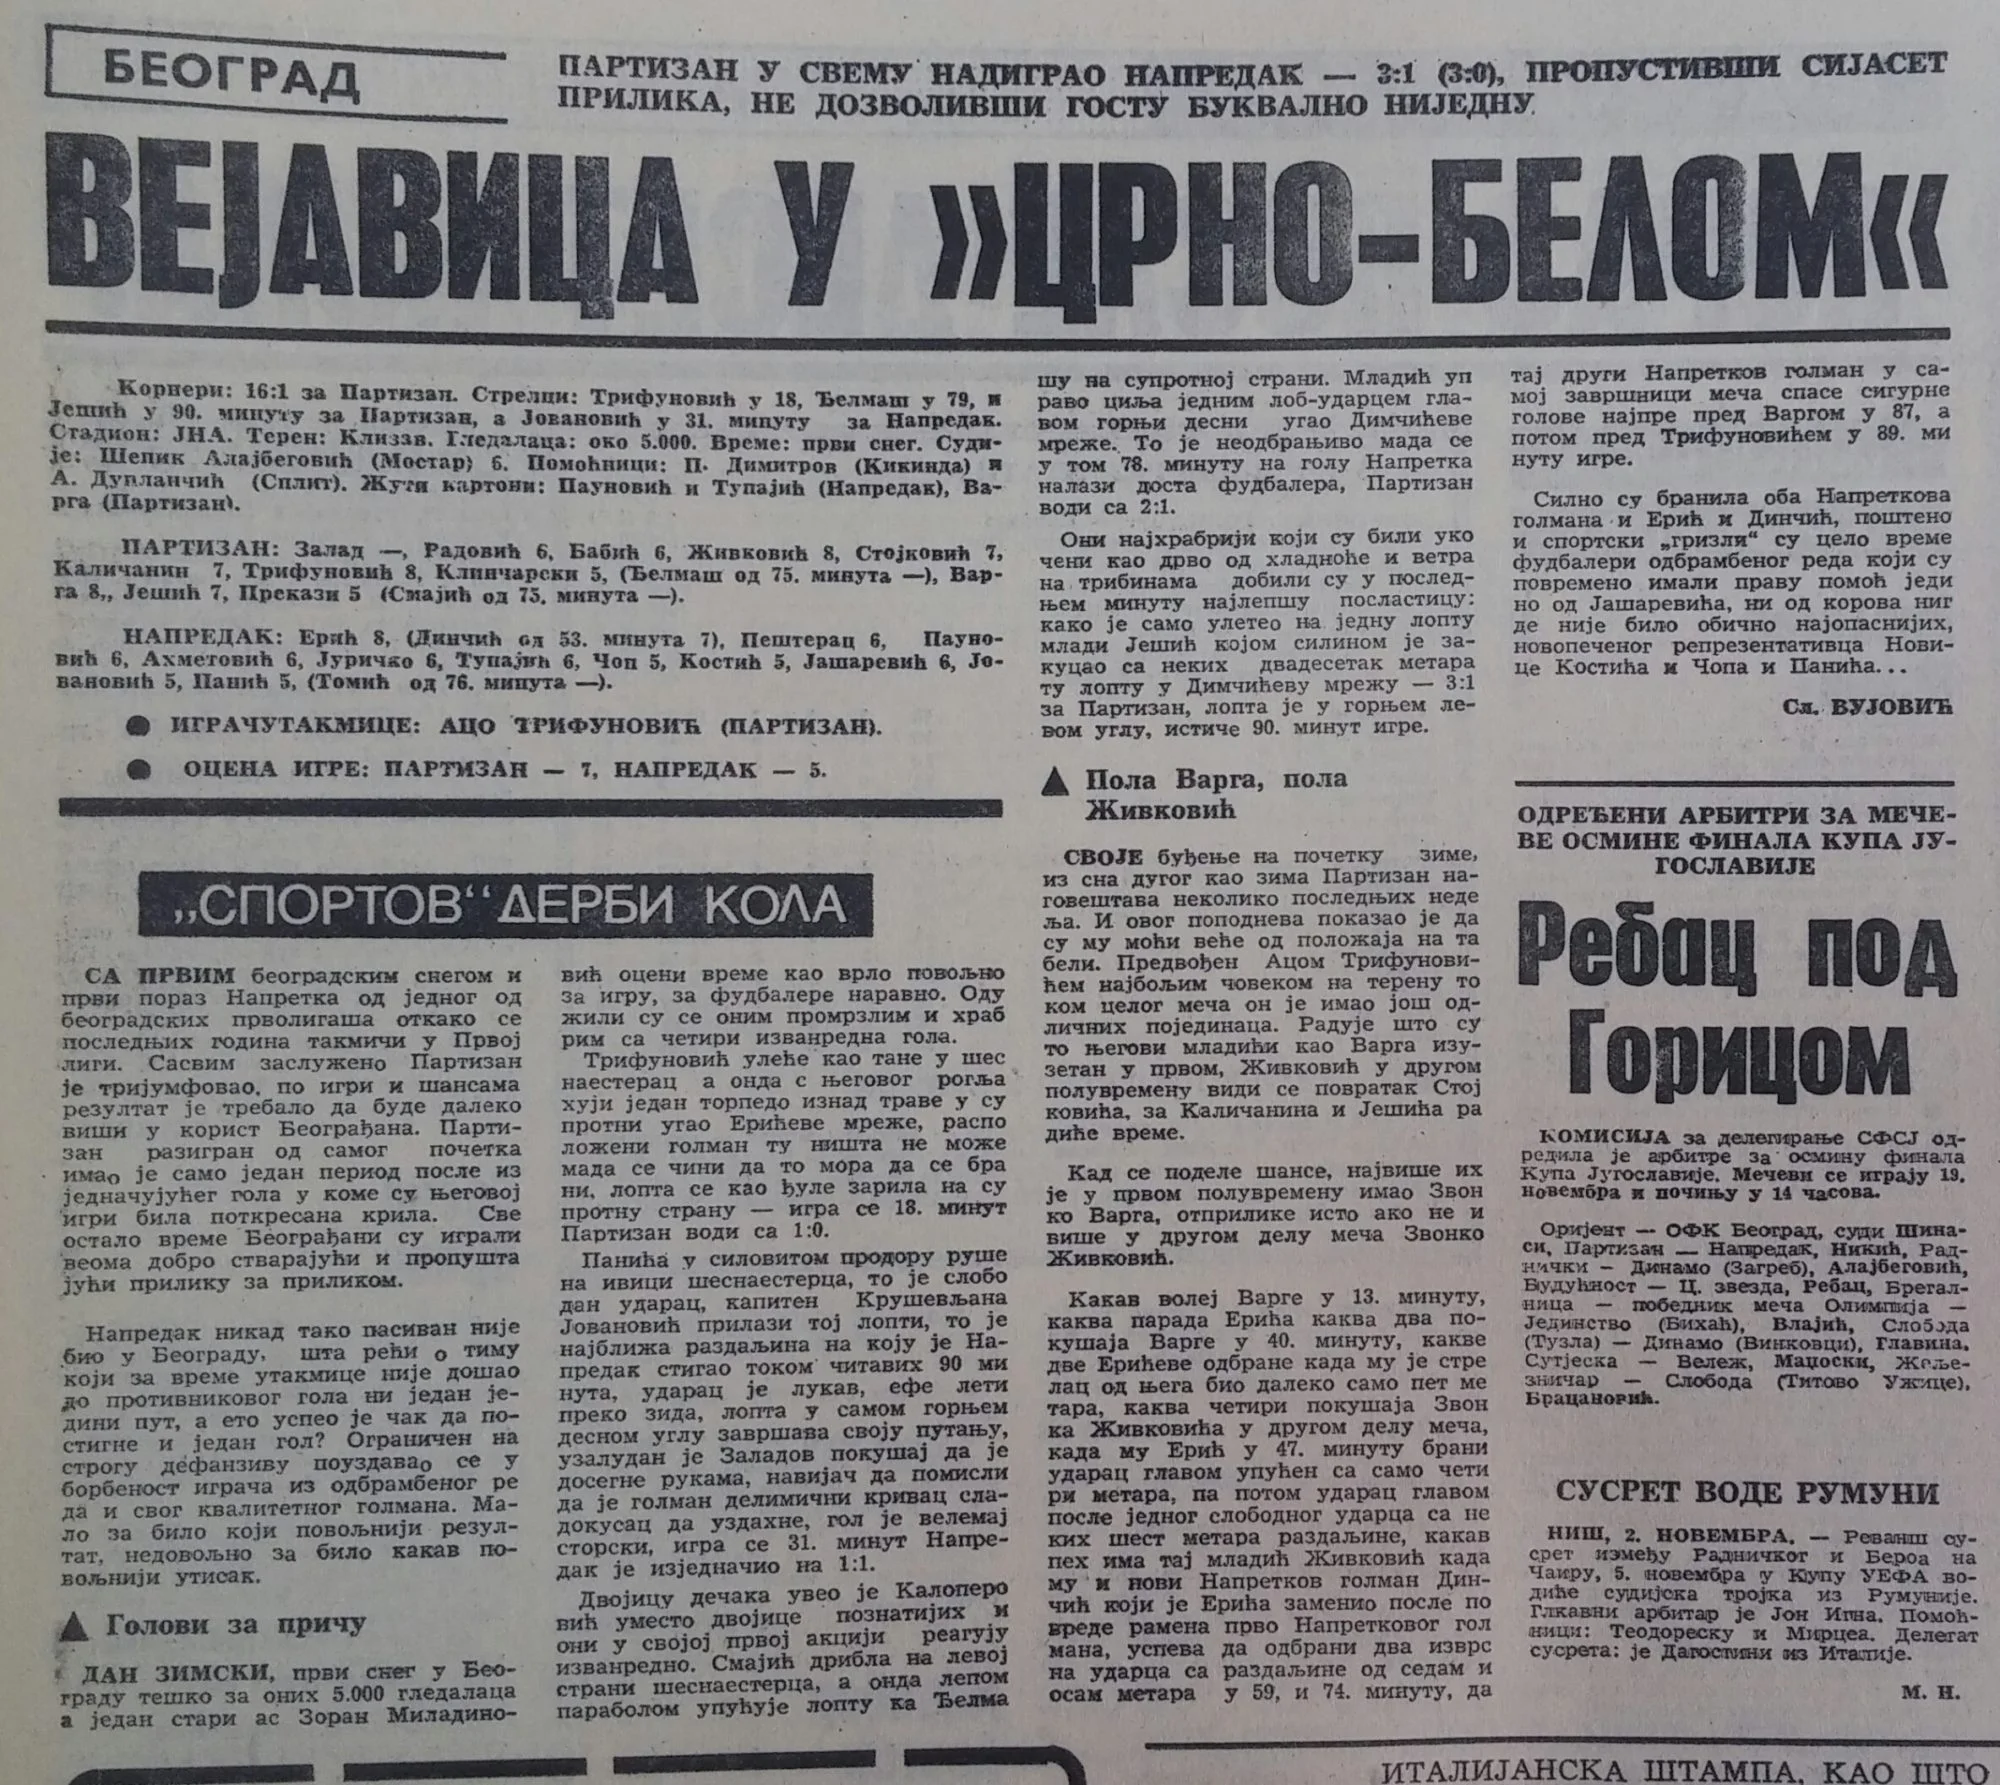 БЕОГРАД
ПАРТИЗАН У СВЕМУ НАДИГРАО НАПРЕДАК — 3:1 (3:0), ПРОПУСТИВШИ СИЈАСЕТ
ПРИЛИКА, НЕ ДОЗВОЛИВШИ ГОСТУ БУКВАЛНО НИЈЕДНУ.
ВЕЈАВИЦА У »ЦРНО-БЕЛОМ«
Корнери: 16:1 за Партизан. Стрелци: Трифуновић у 18, Ђелмаш у 79, и
Јешић у 90. минуту за Партизан, а Јовановић у 31. минуту за Напредак.
Стадион: ЈНА. Терен: Клизав. Гледалаца: око 5.000. Време: први снег. Суди-
је: Шепик Алајбеговић (Мостар) 6. Помоћници: П. Димитров (Кикинда) и
А. Дупланчић (Сплит). Жути картони: Пауновић и Тупајић (Напредак), Ва-
рга (Партизан).
ПАРТИЗАН: Залад —, Радовић 6, Бабић 6, Живковић 8, Стојковић 7,
Каличанин 7, Трифуновић 8, Клинчарски 5, (Ђелмаш од 75. минута —), Вар-
га 8,, Јешић 7, Прекази 5 (Смајић од 75. минута —).
НАПРЕДАК: Ерић 8, (Динчић од 53. минута 7), Пештерац 6, Пауно-
вић 6, Ахметовић 6, Јуричко 6, Тупајић 6, Чоп 5, Костић 5, Јашаревић 6, Јо-
вановић 5, Панић 5, (Томић од 76. минута —).
● ИГРАЧУТАКМИЦЕ: АЦО ТРИФУНОВИЋ (ПАРТИЗАН).
● ОЦЕНА ИГРЕ: ПАРТИЗАН — 7, НАПРЕДАК — 5.
„СПОРТОВ“ ДЕРБИ КОЛА
СА ПРВИМ београдским снегом и
први пораз Напретка од једног од
београдских прволигаша откако се
последњих година такмичи у Првој
лиги. Сасвим заслужено Партизан
је тријумфовао, по игри и шансама
резултат је требало да буде далеко
виши у корист Београђана. Парти-
зан разигран од самог почетка
имао је само један период после из
једначујућег гола у коме су његовој
игри била поткресана крила. Све
остало време Београђани су играли
веома добро стварајући и пропушта
јући прилику за приликом.
Напредак никад тако пасиван није
био у Београду, шта рећи о тиму
који за време утакмице није дошао
до противниковог гола ни један је-
дини пут, а ето успео је чак да по-
стигне и један гол? Ограничен на
строгу дефанзиву поуздавао се у
борбеност играча из одбрамбеног ре
да и свог квалитетног голмана. Ма-
ло за било који повољнији резул-
тат, недовољно за било какав по-
вољнији утисак.
▲ Голови за причу
ДАН ЗИМСКИ, први снег у Бео-
граду тешко за оних 5.000 гледалаца
а један стари ас Зоран Миладино-
вић оцени време као врло повољно
за игру, за фудбалере наравно. Оду
жили су се оним промрзлим и храб
рим са четири изванредна гола.
Трифуновић улеће као тане у шес
наестерац а онда с његовог рогља
хуји један торпедо изнад траве у су
протни угао Ерићеве мреже, распо
ложени голман ту ништа не може
мада се чини да то мора да се бра
ни, лопта се као ђуле зарила на су
протну страну — игра се 18. минут
Партизан води са 1:0.
Панића у силовитом продору руше
на ивици шеснаестерца, то је слобо
дан ударац, капитен Крушевљана
Јовановић прилази тој лопти, то је
најближа раздаљина на коју је На-
предак стигао током читавих 90 ми
нута, ударац је лукав, ефе лети
преко зида, лопта у самом горњем
десном углу завршава своју путању,
узалудан је Заладов покушај да је
досегне рукама, навијач да помисли
да је голман делимични кривац сла-
докусац да уздахне, гол је велемај
сторски, игра се 31. минут Напре-
дак је изједначио на 1:1.
Двојицу дечака увео је Калоперо
вић уместо двојице познатијих и
они у својој првој акцији реагују
изванредно. Смајић дрибла на левој
страни шеснаестерца, а онда лепом
параболом упућује лопту ка Ђелма
шу на супротној страни. Младић уп
раво циља једним лоб-ударцем гла-
вом горњи десни угао Димчићеве
мреже. То је неодбрањиво мада се
у том 78. минуту на голу Напретка
налази доста фудбалера, Партизан
води са 2:1.
Они најхрабрији који су били уко
чени као дрво од хладноће и ветра
на трибинама добили су у послед-
њем минуту најлепшу посластицу:
како је само улетео на једну лопту
млади Јешић којом силином је за-
куцао са неких двадесетак метара
ту лопту у Димчићеву мрежу — 3:1
за Партизан, лопта је у горњем ле-
вом углу, истиче 90. минут игре.
▲ Пола Варга, пола
Живковић
СВОЈЕ буђење на почетку зиме,
из сна дугог као зима Партизан на-
говештава неколико последњих неде
ља. И овог поподнева показао је да
су му моћи веће од положаја на та
бели. Предвођен Ацом Трифунови-
ћем најбољим човеком на терену то
ком целог меча он је имао још од-
личних појединаца. Радује што су
то његови младићи као Варга изу-
зетан у првом, Живковић у другом
полувремену види се повратак Стој
ковића, за Каличанина и Јешића ра
диће време.
Кад се поделе шансе, највише их
је у првом полувремену имао Звон
ко Варга, отприлике исто ако не и
више у другом делу меча Звонко
Живковић.
Какав волеј Варге у 13. минуту,
каква парада Ерића каква два по-
кушаја Варге у 40. минуту, какве
две Ерићеве одбране када му је стре
лац од њега био далеко само пет ме
тара, каква четири покушаја Звон
ка Живковића у другом делу меча,
када му Ерић у 47. минуту брани
ударац главом упућен са само чети
ри метара, па потом ударац главом
после једног слободног ударца са не
ких шест метара раздаљине, какав
пех има тај младић Живковић када
му и нови Напретков голман Дин-
чић који је Ерића заменио после по
вреде рамена прво Напретковог гол
мана, успева да одбрани два изврс
на ударца са раздаљине од седам и
осам метара у 59, и 74. минуту, да
тај други Напретков голман у са-
мој завршници меча спасе сигурне
голове најпре пред Варгом у 87, а
потом пред Трифуновићем у 89. ми
нуту игре.
Силно су бранила оба Напреткова
голмана и Ерић и Динчић, поштено
и спортски „гризли“ су цело време
фудбалери одбрамбеног реда који су
повремено имали праву помоћ једи
но од Јашаревића, ни од корова ниг
де није било обично најопаснијих,
новопеченог репрезентативца Нови-
це Костића и Чопа и Панића...
Сл. ВУЈОВИЋ
ОДРЕЂЕНИ АРБИТРИ ЗА МЕЧЕ-
ВЕ ОСМИНЕ ФИНАЛА КУПА ЈУ-
ГОСЛАВИЈЕ
Ребац под
Горицом
КОМИСИЈА за делегирање СФСЈ од-
редила је арбитре за осмину финала
Купа Југославије. Мечеви се играју 19.
новембра и почињу у 14 часова.
Оријент — ОФК Београд, суди Шина-
си, Партизан — Напредак, Никић, Рад-
нички — Динамо (Загреб), Алајбеговић,
Будућност — Ц. звезда, Ребац, Брегал-
ница — победник меча Олимпија —
Јединство (Бихаћ), Влајић, Слобода
(Тузла) — Динамо (Винковци), Главина,
Сутјеска — Вележ, Маџоски, Жеље-
зничар — Слобода (Титово Ужице),
Брацановић.
СУСРЕТ ВОДЕ РУМУНИ
НИШ, 2. НОВЕМБРА. — Реванш су-
срет између Радничког и Бероа на
Чаиру, 5. новембра у Купу УЕФА во-
диће судијска тројка из Румуније.
Глкавни арбитар је Јон Игна. Помоћ-
ници: Теодореску и Мирцеа. Делегат
сусрета: је Дагостини из Италије.
М. Н.
ИТАЛИЈАНСКА ШТАМПА, КАО ШТО